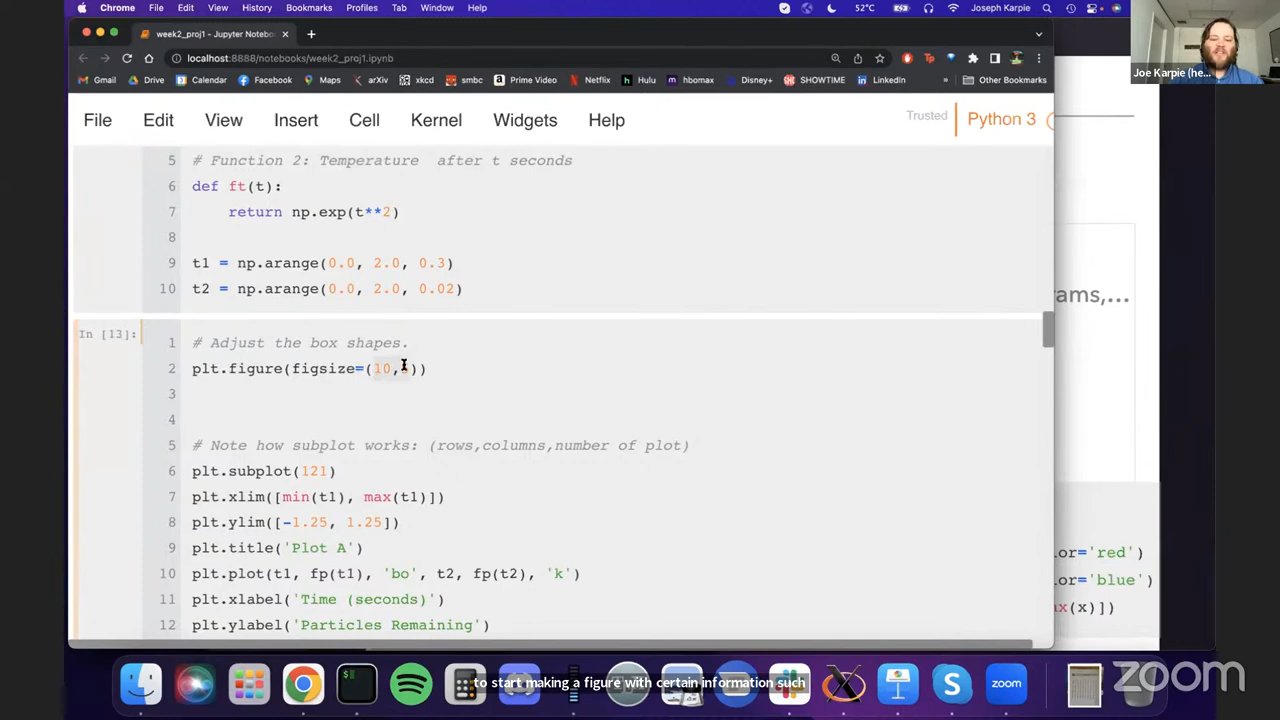 Chrome File Edit View History Bookmarks Profiles Tab Window Help 52°C Joseph Karpie
week2_proj1 - Jupyter Notebo
localhost:8888/notebooks/week2_proj1.ipynb
Gmail Drive Calendar Facebook Maps arXiv xkcd smbc Prime Video Netflix Hulu hbomax Disney+ SHOWTIME LinkedIn » Other Bookmarks
Joe Karpie (he...
File Edit View Insert Cell Kernel Widgets Help Trusted Python 3
5 # Function 2: Temperature after t seconds
6 def ft(t):
7 return np.exp(t**2)
8
9 t1 = np.arange(0.0, 2.0, 0.3)
10 t2 = np.arange(0.0, 2.0, 0.02)
rams,...
In [13]:
1 # Adjust the box shapes.
2 plt.figure(figsize=(10, ))
3
4
5 # Note how subplot works: (rows,columns,number of plot)
6 plt.subplot(121)
7 plt.xlim([min(t1), max(t1)])
8 plt.ylim([-1.25, 1.25])
9 plt.title('Plot A')
10 plt.plot(t1, fp(t1), 'bo', t2, fp(t2), 'k')
11 plt.xlabel('Time (seconds)')
12 plt.ylabel('Particles Remaining')
lor='red')
lor='blue')
ax(x)])
to start making a figure with certain information such
zoom
zoom